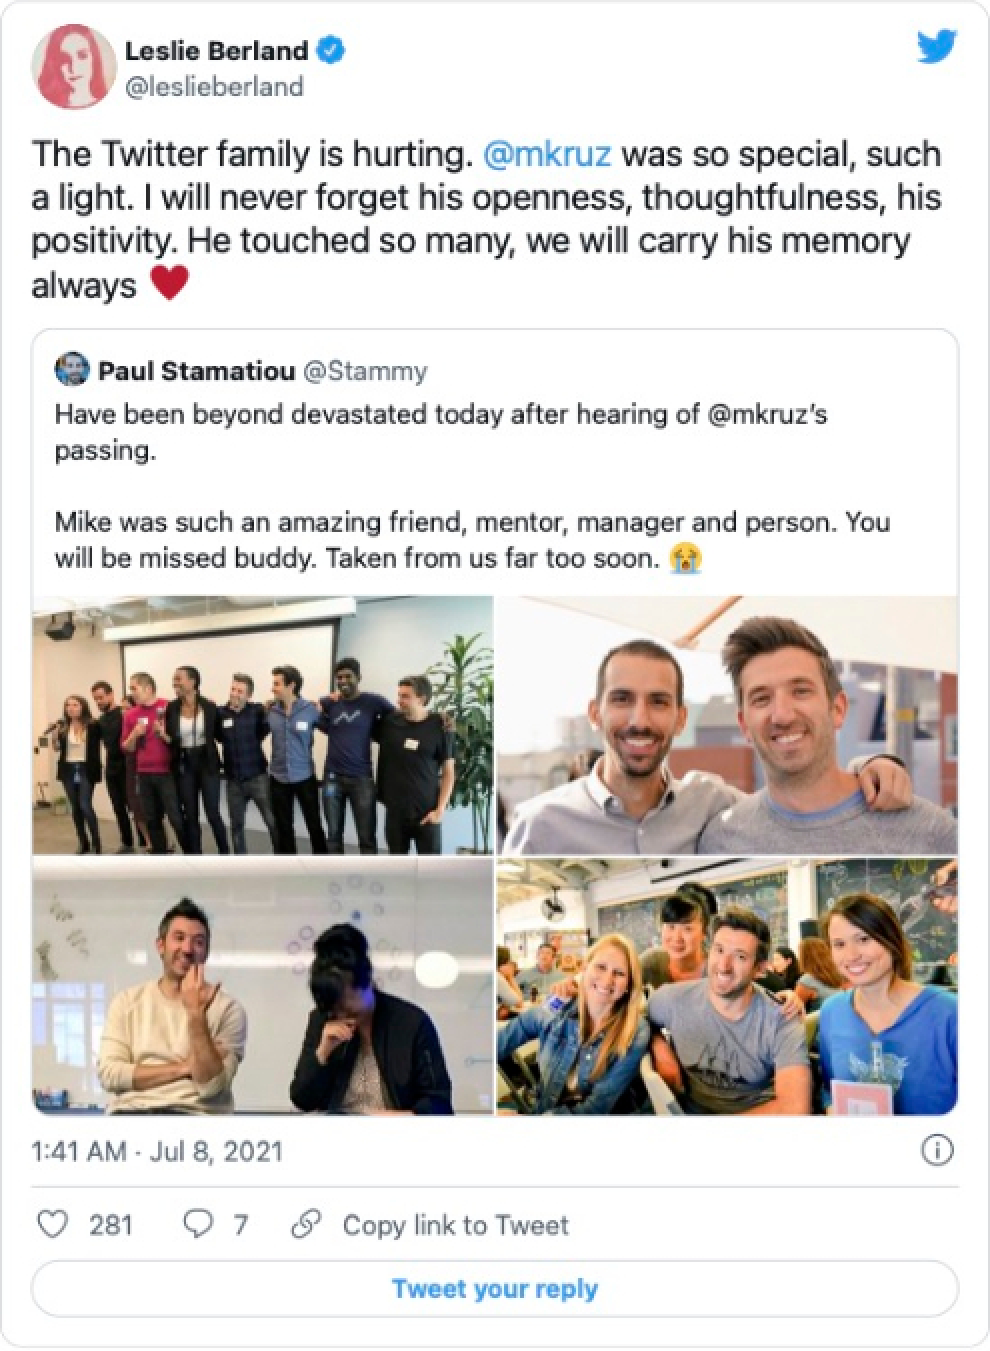 Leslie Berland
@leslieberland
The Twitter family is hurting. @mkruz was so special, such
a light. I will never forget his openness, thoughtfulness, his
positivity. He touched so many, we will carry his memory
always ❤️
Paul Stamatiou @Stammy
Have been beyond devastated today after hearing of @mkruz's
passing.
Mike was such an amazing friend, mentor, manager and person. You
will be missed buddy. Taken from us far too soon. 😭
1:41 AM · Jul 8, 2021
281 7 Copy link to Tweet
Tweet your reply